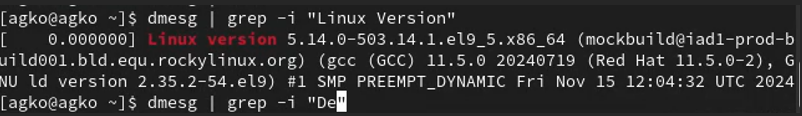 [agko@agko ~]$ dmesg | grep -i "Linux Version"
[    0.000000] Linux version 5.14.0-503.14.1.el9_5.x86_64 (mockbuild@iad1-prod-b
uild001.bld.equ.rockylinux.org) (gcc (GCC) 11.5.0 20240719 (Red Hat 11.5.0-2), G
NU ld version 2.35.2-54.el9) #1 SMP PREEMPT_DYNAMIC Fri Nov 15 12:04:32 UTC 2024
[agko@agko ~]$ dmesg | grep -i "De"